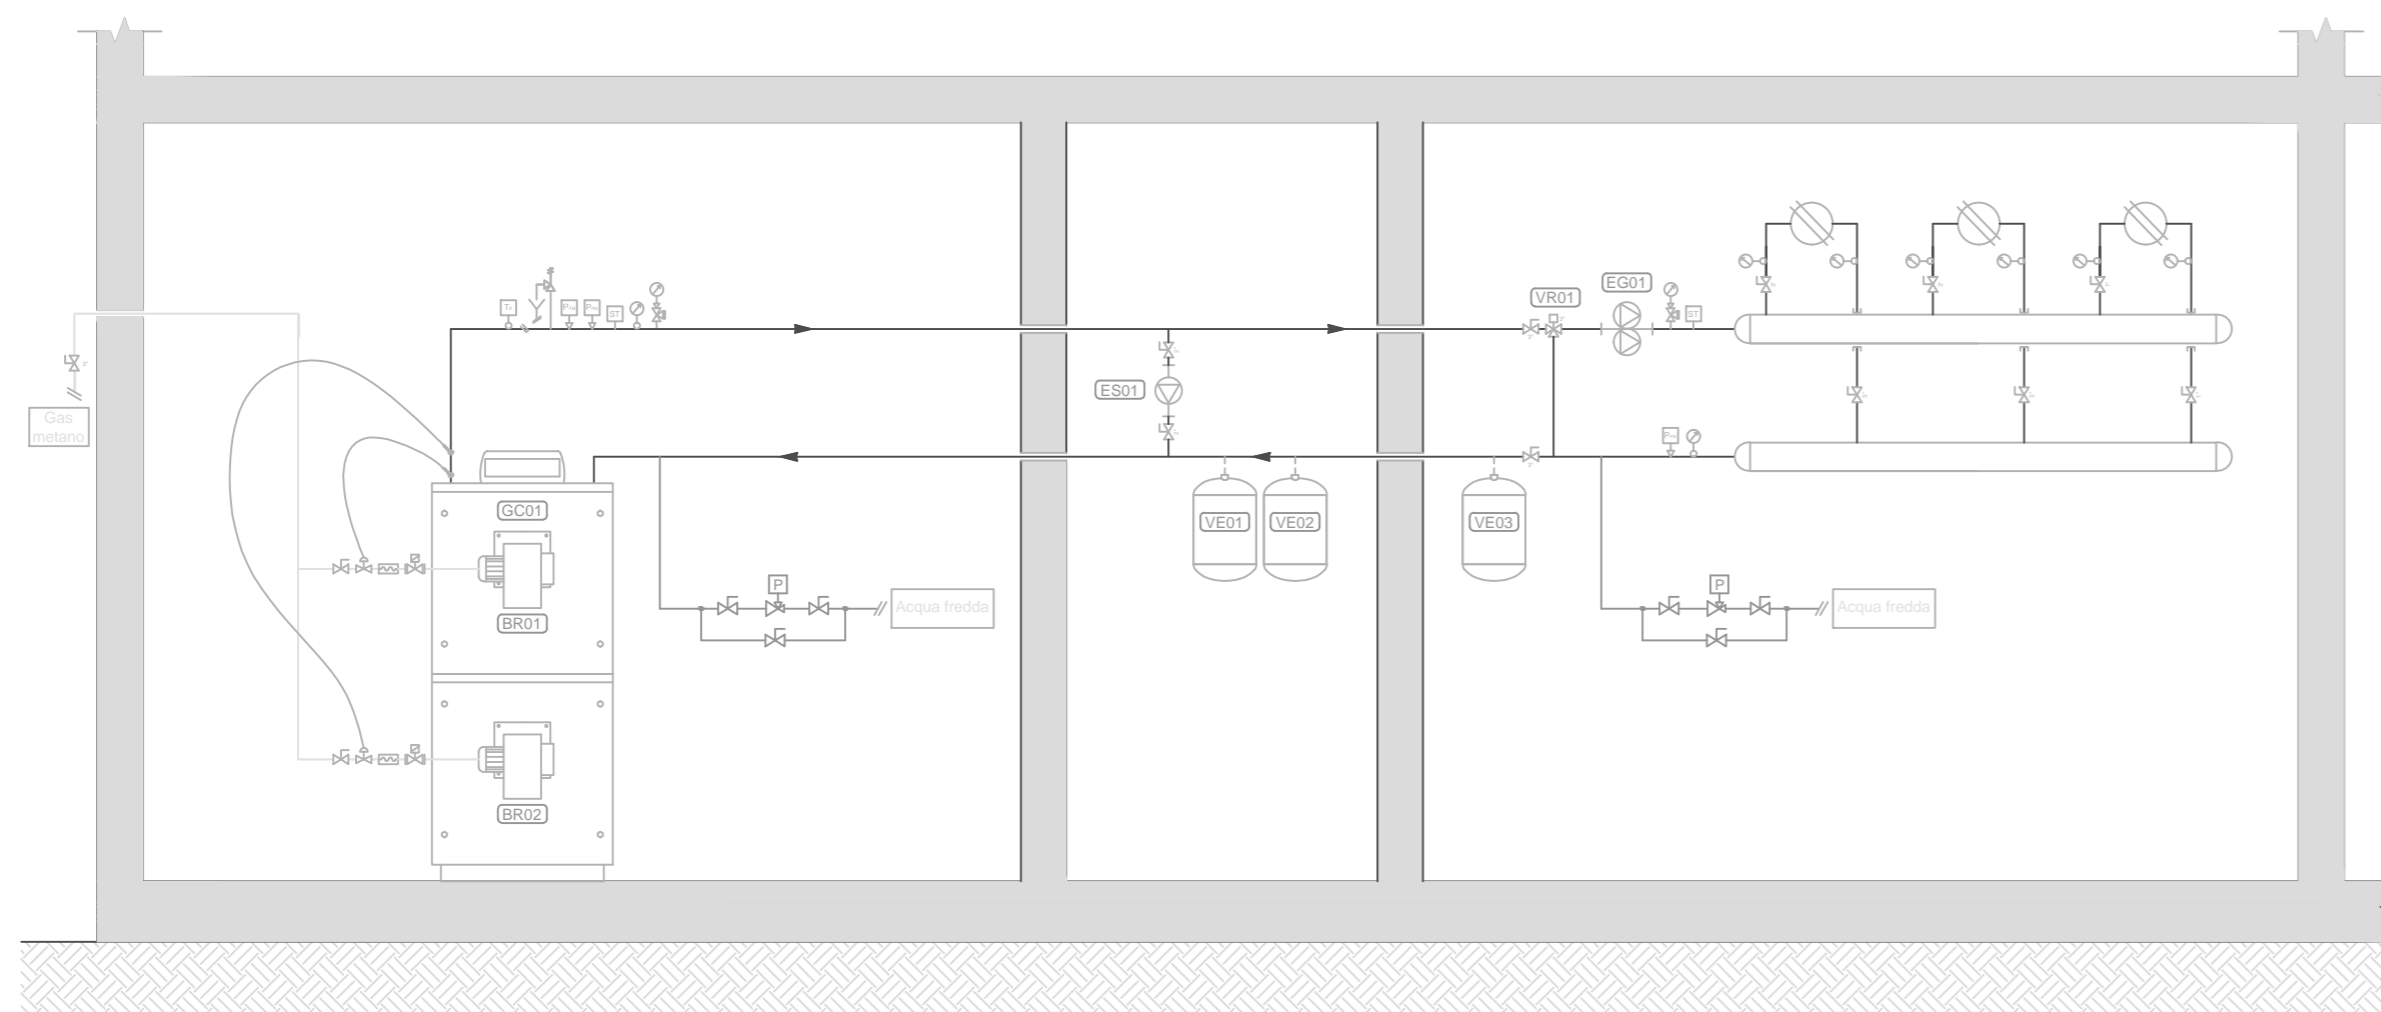 EG01
VR01
ST
ST
ES01
Gas
metano
GC01
VE01
VE02
VE03
P
P
Acqua fredda
Acqua fredda
BR01
BR02